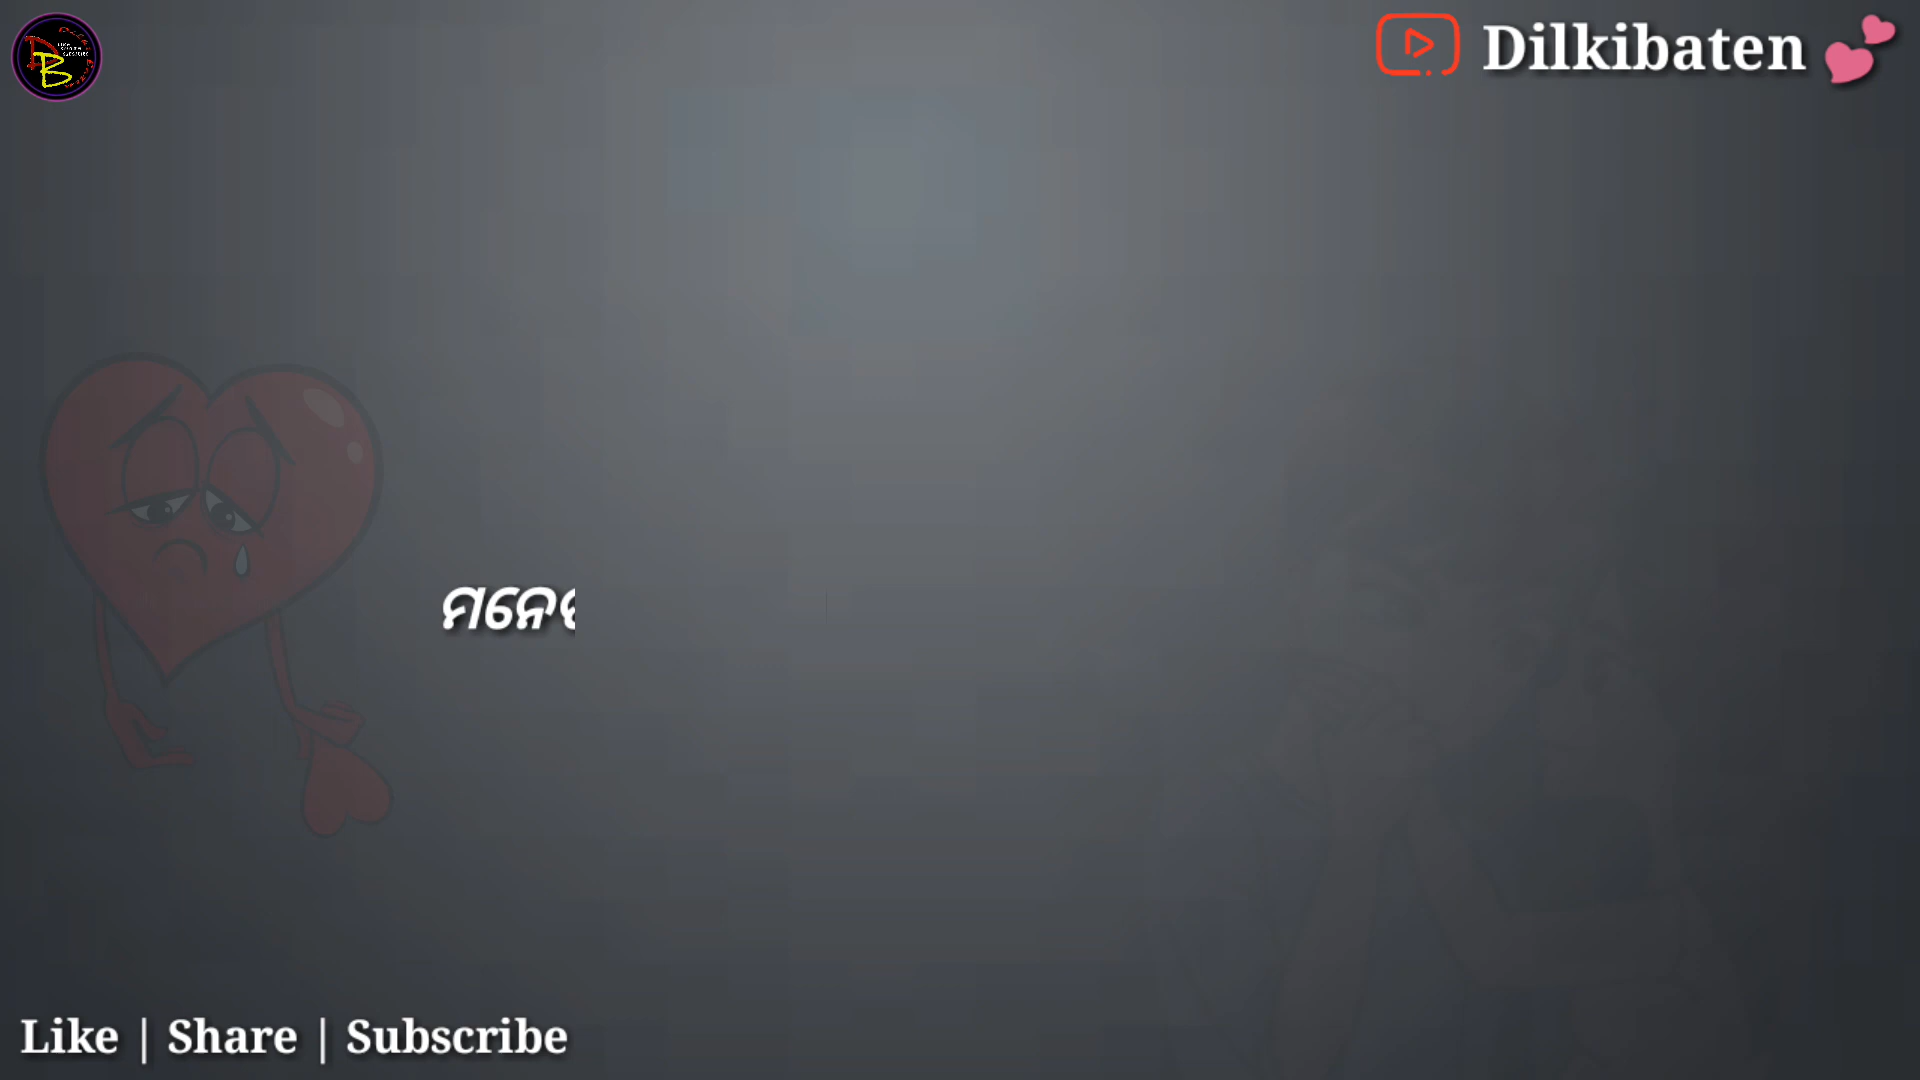 Dilkibaten
ମନେ
Like | Share | Subscribe